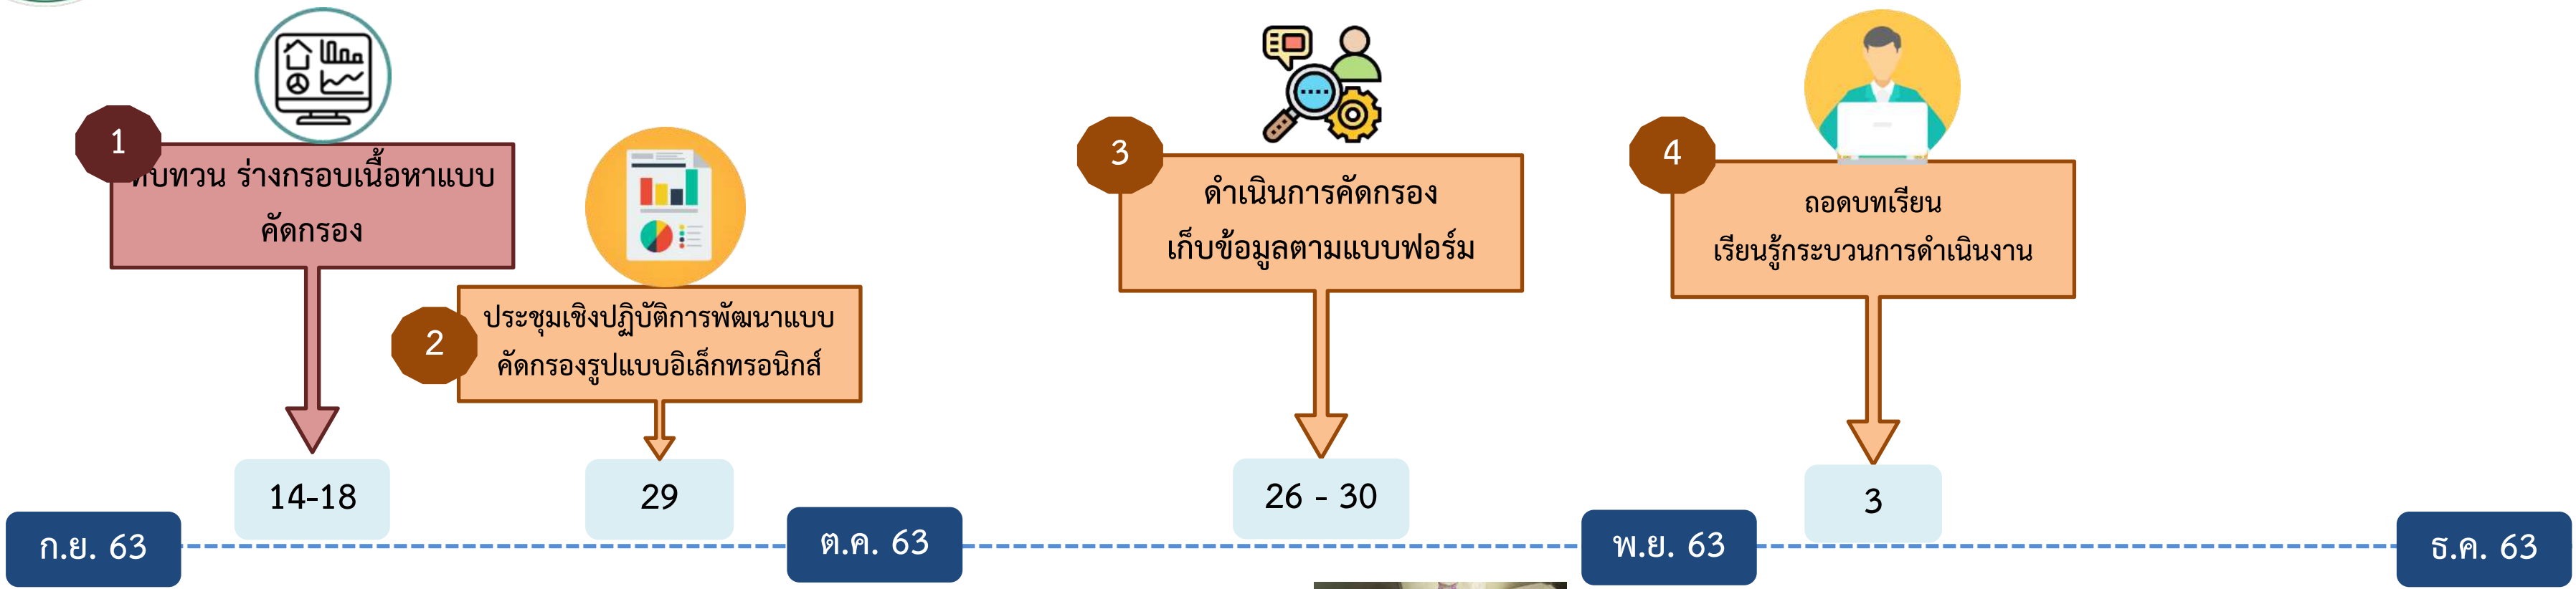 1
ทบทวน ร่างกรอบเนื้อหาแบบ
คัดกรอง
2
ประชุมเชิงปฏิบัติการพัฒนาแบบ
คัดกรองรูปแบบอิเล็กทรอนิกส์
3
ดำเนินการคัดกรอง
เก็บข้อมูลตามแบบฟอร์ม
4
ถอดบทเรียน
เรียนรู้กระบวนการดำเนินงาน
14-18
29
26 - 30
3
ก.ย. 63
ต.ค. 63
พ.ย. 63
ธ.ค. 63